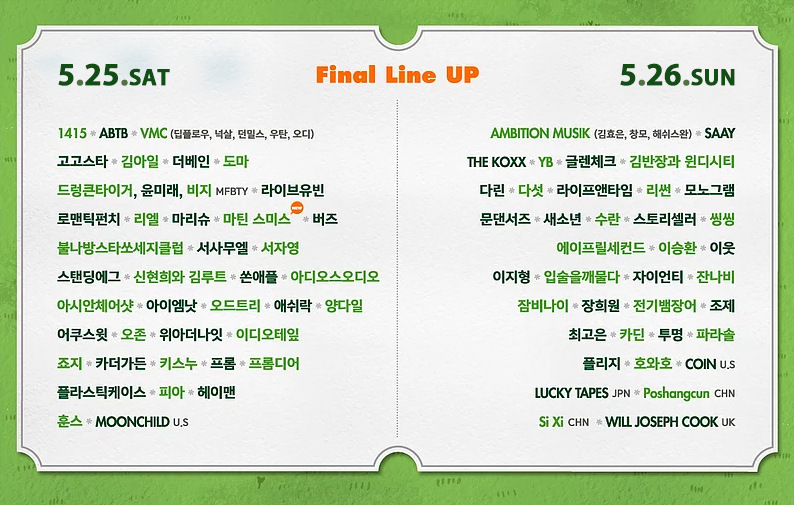 Final Line UP
5.25.SAT
1415 * ABTB * VMC (딥플로우, 넉살, 던밀스, 우탄, 오디)
고고스타 * 김아일 * 더베인 * 도마
드렁큰타이거, 윤미래, 비지 MFBTY * 라이브유빈
로맨틱펀치 * 리엘 * 마리슈 * 마틴 스미스 NEW * 버즈
불나방스타쏘세지클럽 * 서사무엘 * 서자영
스탠딩에그 * 신현희와 김루트 * 쏜애플 * 아디오스오디오
아시안체어샷 * 아이엠낫 * 오드트리 * 애쉬락 * 양다일
어쿠스윗 * 오존 * 위아더나잇 * 이디오테잎
죠지 * 카더가든 * 키스누 * 프롬 * 프롬디어
플라스틱케이스 * 피아 * 헤이맨
훈스 * MOONCHILD U,S
5.26.SUN
AMBITION MUSIK (김효은, 창모, 해쉬스완) * SAAY
THE KOXX * YB * 글렌체크 * 김반장과 윈디시티
다린 * 다섯 * 라이프앤타임 * 리썬 * 모노그램
문댄서즈 * 새소년 * 수란 * 스토리셀러 * 씽씽
에이프릴세컨드 * 이승환 * 이웃
이지형 * 입술을깨물다 * 자이언티 * 잔나비
잠비나이 * 장희원 * 전기뱀장어 * 조제
최고은 * 카딘 * 투명 * 파라솔
플리지 * 호와호 * COIN U,S
LUCKY TAPES JPN * Poshangcun CHN
Si Xi CHN * WILL JOSEPH COOK UK